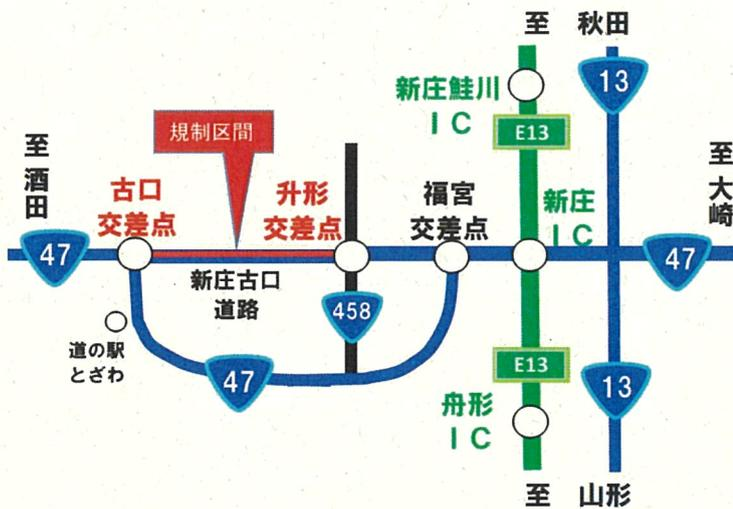 至 秋田
13
新庄鮭川
ＩＣ
E13
規制区間
至 酒田
至 大崎
古口
交差点
升形
交差点
福宮
交差点
新庄
ＩＣ
47
47
新庄古口
道路
458
道の駅
とざわ
47
E13
13
舟形
ＩＣ
至 山形